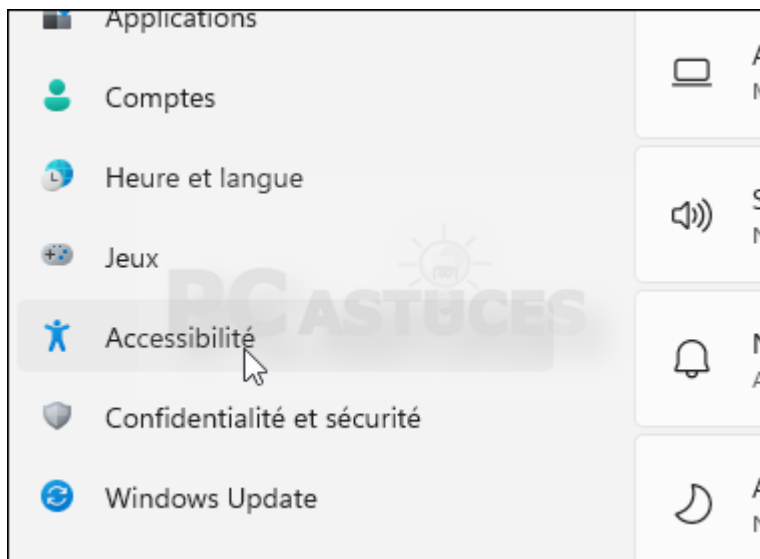 Applications
Comptes
Heure et langue
Jeux
PC ASTUCES
Accessibilité
Confidentialité et sécurité
Windows Update